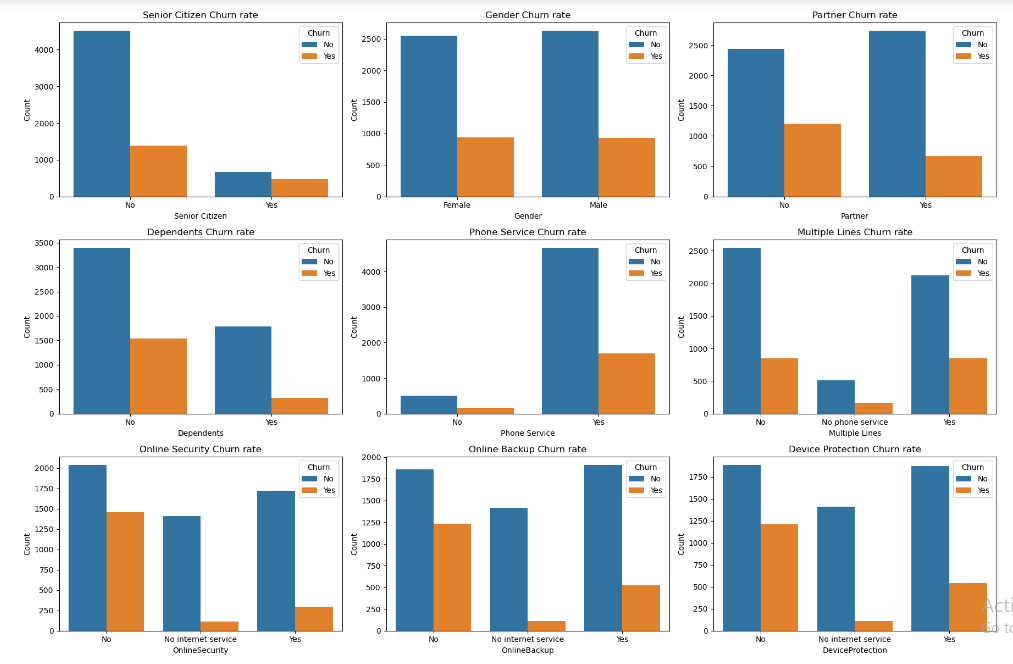 Senior Citizen Churn rate
Count
4000
3000
2000
1000
0
Churn
No
Yes
No Yes
Senior Citizen
Gender Churn rate
Count
2500
2000
1500
1000
500
0
Churn
No
Yes
Female Male
Gender
Partner Churn rate
Count
2500
2000
1500
1000
500
0
Churn
No
Yes
No Yes
Partner
Dependents Churn rate
Count
3500
3000
2500
2000
1500
1000
500
0
Churn
No
Yes
No Yes
Dependents
Phone Service Churn rate
Count
4000
3000
2000
1000
0
Churn
No
Yes
No Yes
Phone Service
Multiple Lines Churn rate
Count
2500
2000
1500
1000
500
0
Churn
No
Yes
No No phone service Yes
Multiple Lines
Online Security Churn rate
Count
2000
1750
1500
1250
1000
750
500
250
0
Churn
No
Yes
No No internet service Yes
OnlineSecurity
Online Backup Churn rate
Count
2000
1750
1500
1250
1000
750
500
250
0
Churn
No
Yes
No No internet service Yes
OnlineBackup
Device Protection Churn rate
Count
1750
1500
1250
1000
750
500
250
0
Churn
No
Yes
No No internet service Yes
DeviceProtection
Acti
Go to